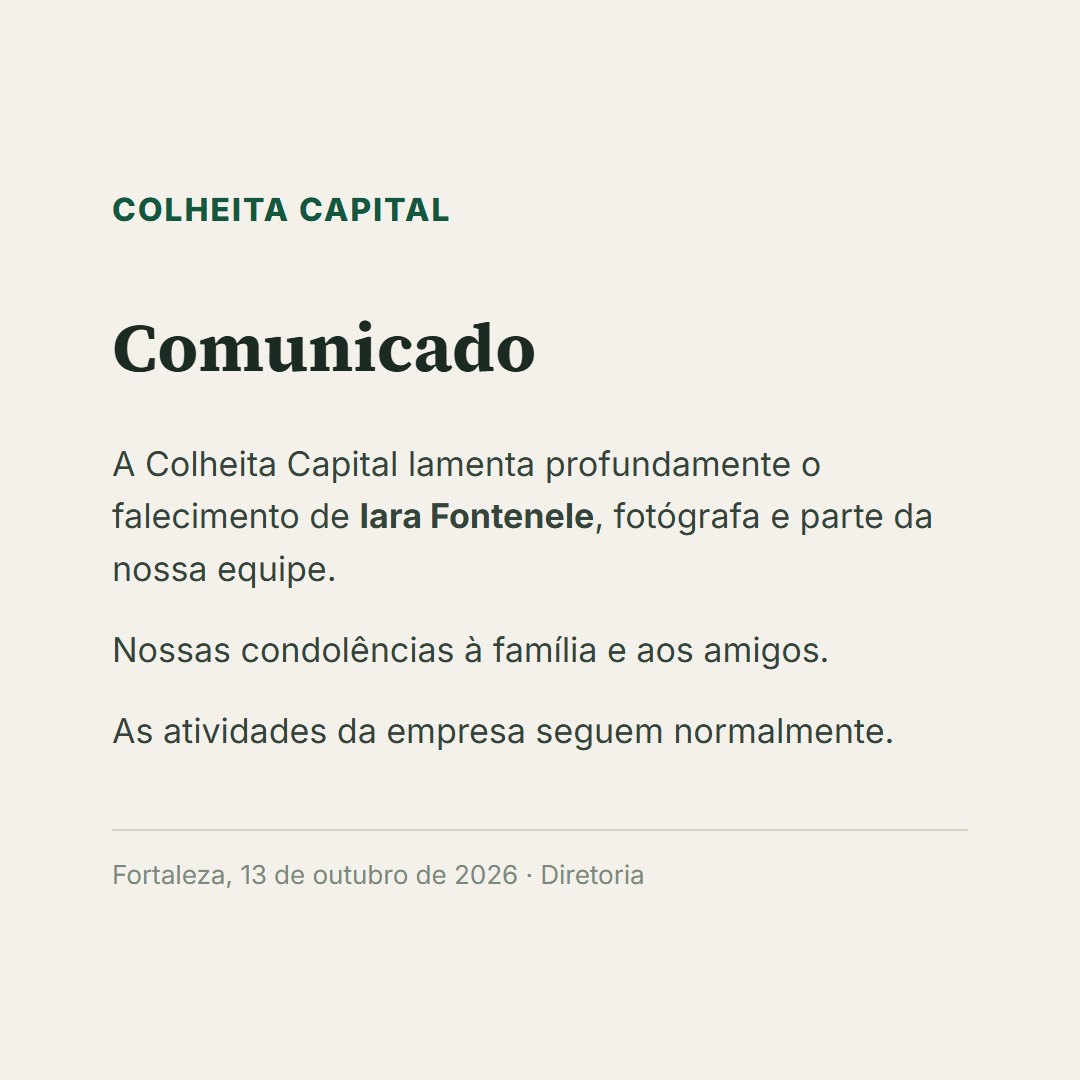 COLHEITA CAPITAL
Comunicado
A Colheita Capital lamenta profundamente o
falecimento de Iara Fontenele, fotógrafa e parte da
nossa equipe.
Nossas condolências à família e aos amigos.
As atividades da empresa seguem normalmente.
Fortaleza, 13 de outubro de 2026 · Diretoria